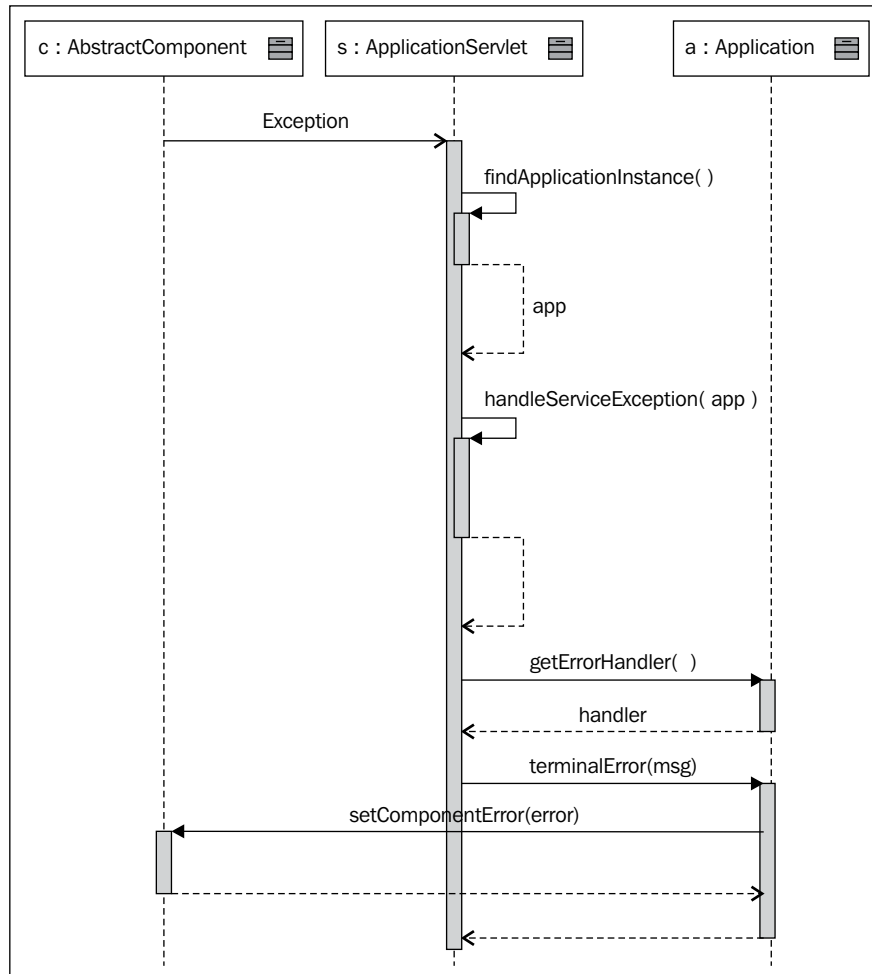 c : AbstractComponent
s : ApplicationServlet
a : Application
Exception
findApplicationInstance( )
app
handleServiceException( app )
getErrorHandler(  )
handler
terminalError(msg)
setComponentError(error)